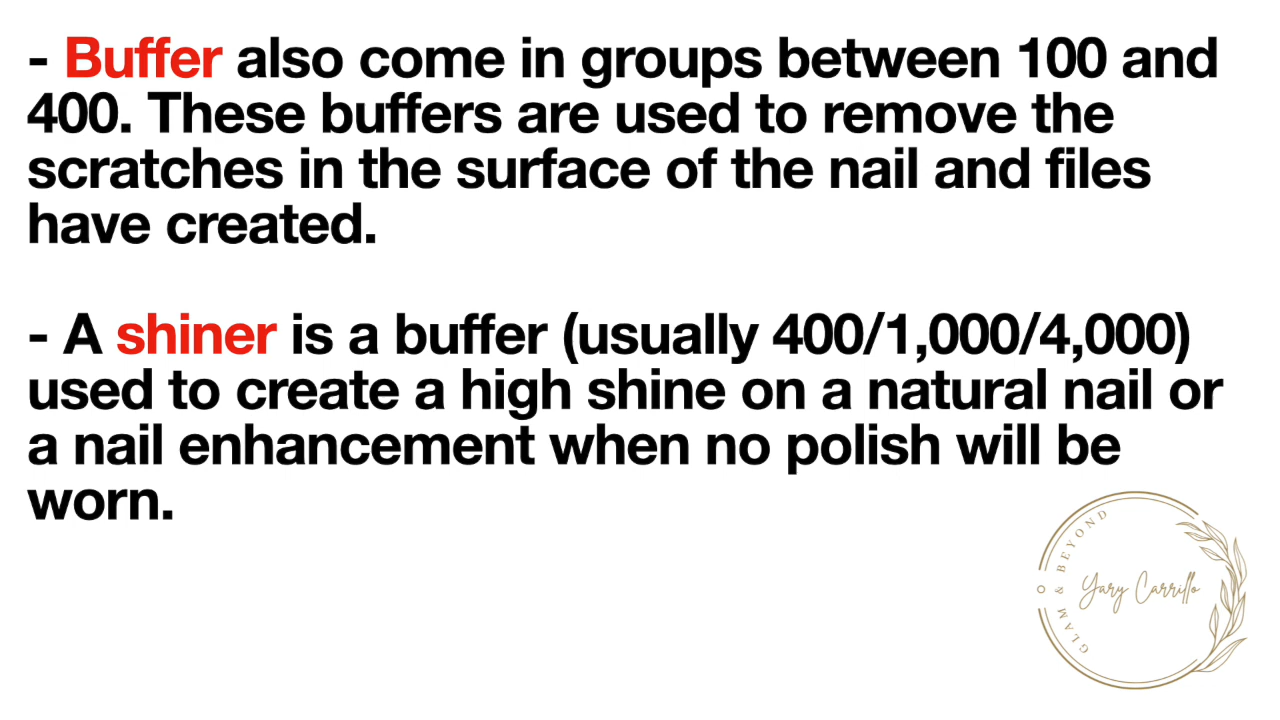 - Buffer also come in groups between 100 and
400. These buffers are used to remove the
scratches in the surface of the nail and files
have created.
- A shiner is a buffer (usually 400/1,000/4,000)
used to create a high shine on a natural nail or
a nail enhancement when no polish will be
worn.
GLAM N BEYOND
Yary Carrillo